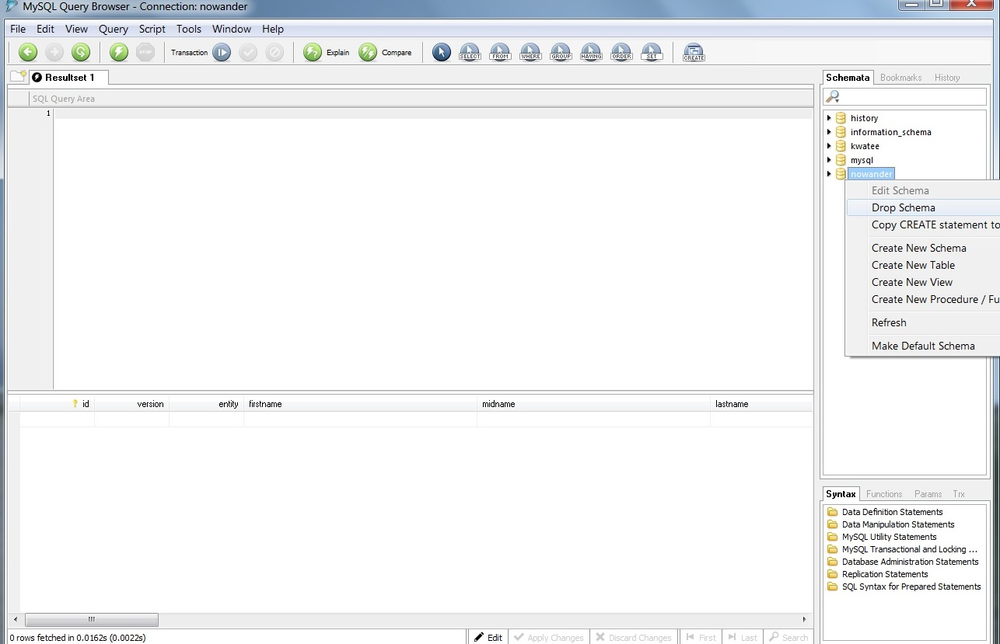 MySQL Query Browser - Connection: nowander
File Edit View Query Script Tools Window Help
STOP Transaction Explain Compare SELECT FROM WHERE GROUP HAVING ORDER SET CREATE
Resultset 1
SQL Query Area
1
Schemata Bookmarks History
history
information_schema
kwatee
mysql
nowander
Edit Schema
Drop Schema
Copy CREATE statement to
Create New Schema
Create New Table
Create New View
Create New Procedure / Fu
Refresh
Make Default Schema
id version entity firstname midname lastname
Syntax Functions Params Trx
Data Definition Statements
Data Manipulation Statements
MySQL Utility Statements
MySQL Transactional and Locking ...
Database Administration Statements
Replication Statements
SQL Syntax for Prepared Statements
0 rows fetched in 0.0162s (0.0022s)
Edit Apply Changes Discard Changes First Last Search